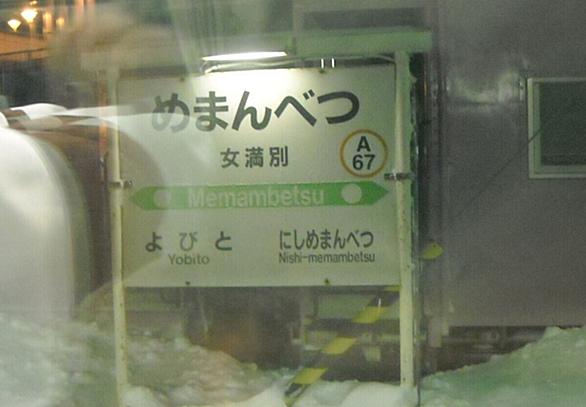 めまんべつ
女満別
A
67
Memambetsu
よびと
Yobito
にしめまんべつ
Nishi-memambetsu